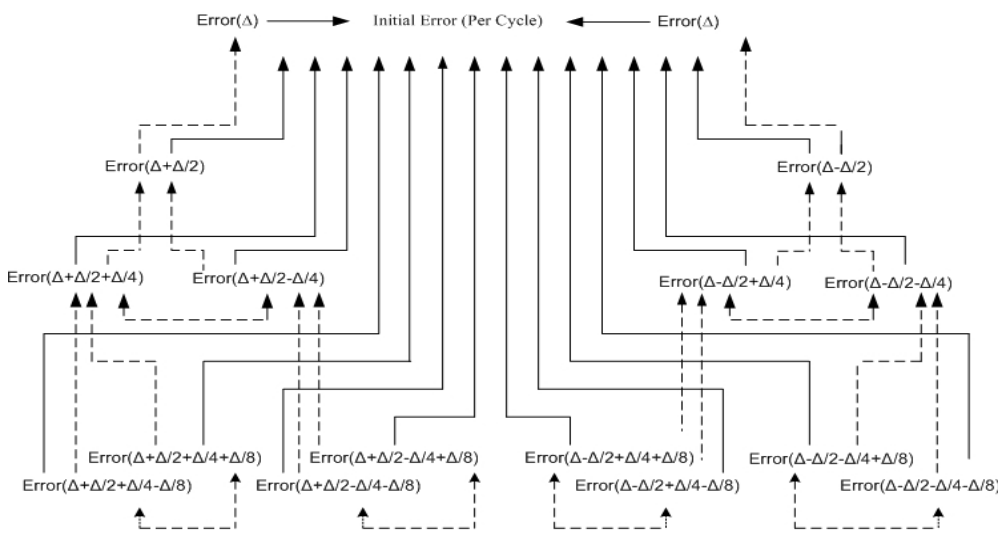 Error(Δ) Initial Error (Per Cycle) Error(Δ)
Error(Δ+Δ/2) Error(Δ-Δ/2)
Error(Δ+Δ/2+Δ/4) Error(Δ+Δ/2-Δ/4) Error(Δ-Δ/2+Δ/4) Error(Δ-Δ/2-Δ/4)
Error(Δ+Δ/2+Δ/4+Δ/8) Error(Δ+Δ/2-Δ/4+Δ/8) Error(Δ-Δ/2+Δ/4+Δ/8) Error(Δ-Δ/2-Δ/4+Δ/8)
Error(Δ+Δ/2+Δ/4-Δ/8) Error(Δ+Δ/2-Δ/4-Δ/8) Error(Δ-Δ/2+Δ/4-Δ/8) Error(Δ-Δ/2-Δ/4-Δ/8)